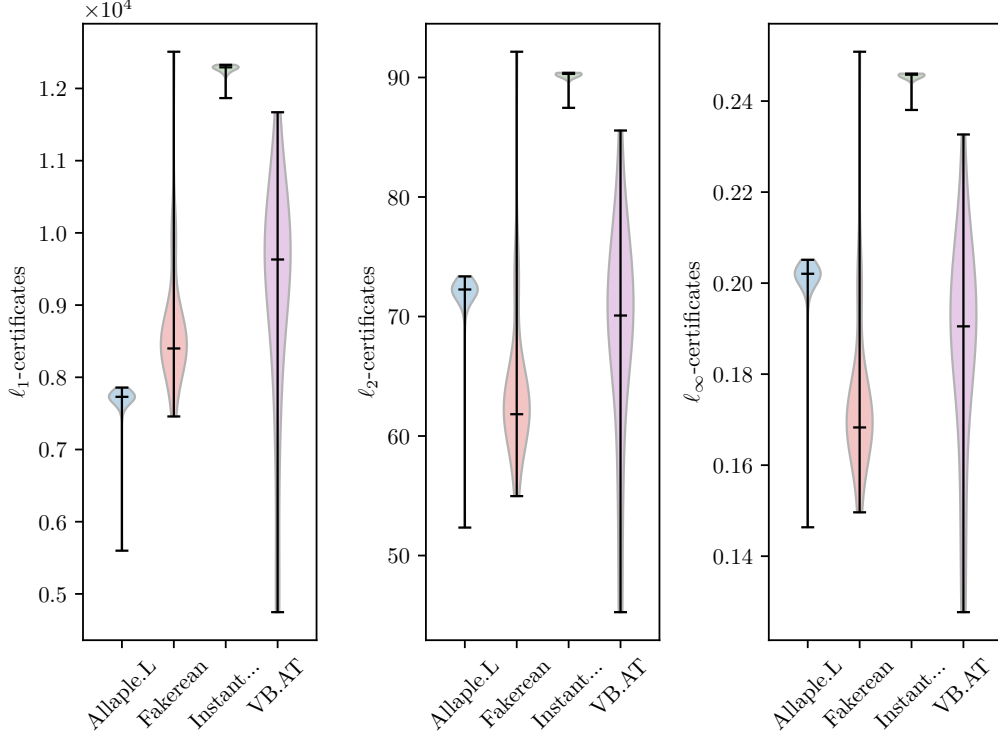 ×10⁴
1.2
1.1
1.0
0.9
0.8
0.7
0.6
0.5
ℓ₁-certificates
Allaple.L
Fakerean
Instant...
VB.AT
90
80
70
60
50
ℓ₂-certificates
Allaple.L
Fakerean
Instant...
VB.AT
0.24
0.22
0.20
0.18
0.16
0.14
ℓ∞-certificates
Allaple.L
Fakerean
Instant...
VB.AT